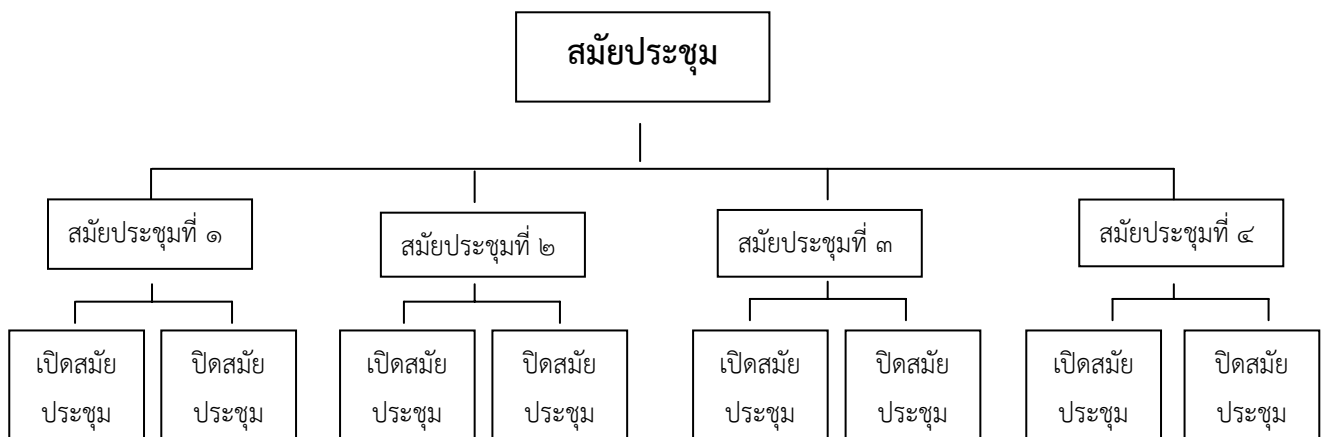 สมัยประชุม
สมัยประชุมที่ ๑
สมัยประชุมที่ ๒
สมัยประชุมที่ ๓
สมัยประชุมที่ ๔
เปิดสมัย
ประชุม
ปิดสมัย
ประชุม
เปิดสมัย
ประชุม
ปิดสมัย
ประชุม
เปิดสมัย
ประชุม
ปิดสมัย
ประชุม
เปิดสมัย
ประชุม
ปิดสมัย
ประชุม